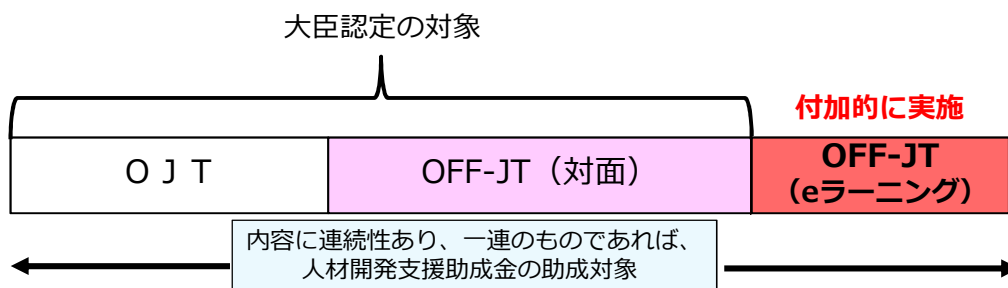 大臣認定の対象
付加的に実施
ＯＪＴ
OFF-JT（対面）
OFF-JT
（eラーニング）
内容に連続性あり、一連のものであれば、
人材開発支援助成金の助成対象